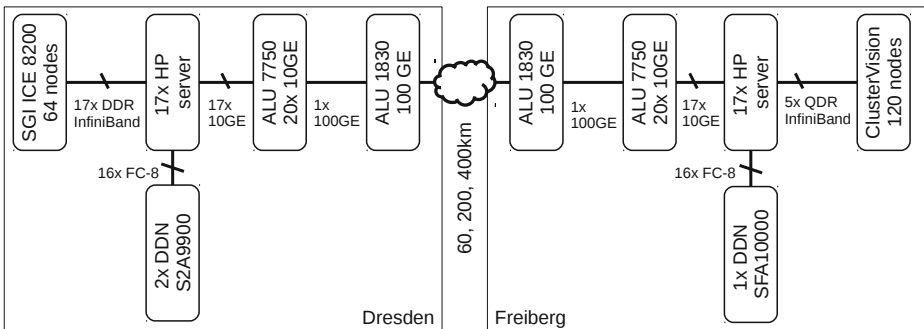 SGI ICE 8200
64 nodes
17x DDR
InfiniBand
17x HP
server
17x
10GE
ALU 7750
20x 10GE
1x
100GE
ALU 1830
100 GE
16x FC-8
2x DDN
S2A9900
Dresden
60, 200, 400km
ALU 1830
100 GE
1x
100GE
ALU 7750
20x 10GE
17x
10GE
17x HP
server
5x QDR
InfiniBand
ClusterVision
120 nodes
16x FC-8
1x DDN
SFA10000
Freiberg